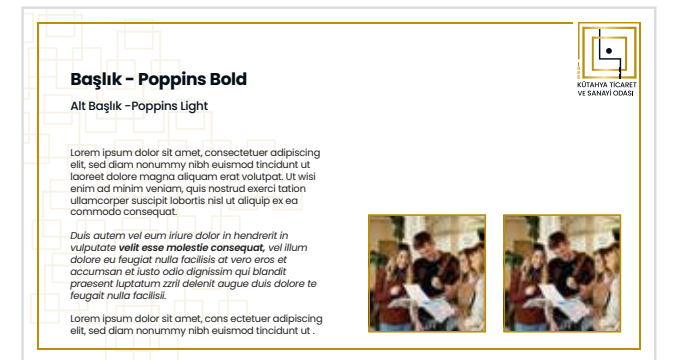 Başlık - Poppins Bold
Alt Başlık -Poppins Light
KÜTAHYA TİCARET
VE SANAYİ ODASI
Lorem ipsum dolor sit amet, consectetuer adipiscing
elit, sed diam nonummy nibh euismod tincidunt ut
laoreet dolore magna aliquam erat volutpat. Ut wisi
enim ad minim veniam, quis nostrud exerci tation
ullamcorper suscipit lobortis nisl ut aliquip ex ea
commodo consequat.
Duis autem vel eum iriure dolor in hendrerit in
vulputate velit esse molestie consequat, vel illum
dolore eu feugiat nulla facilisis at vero eros et
accumsan et iusto odio dignissim qui blandit
praesent luptatum zzril delenit augue duis dolore te
feugait nulla facilisi.
Lorem ipsum dolor sit amet, cons ectetuer adipiscing
elit, sed diam nonummy nibh euismod tincidunt ut .